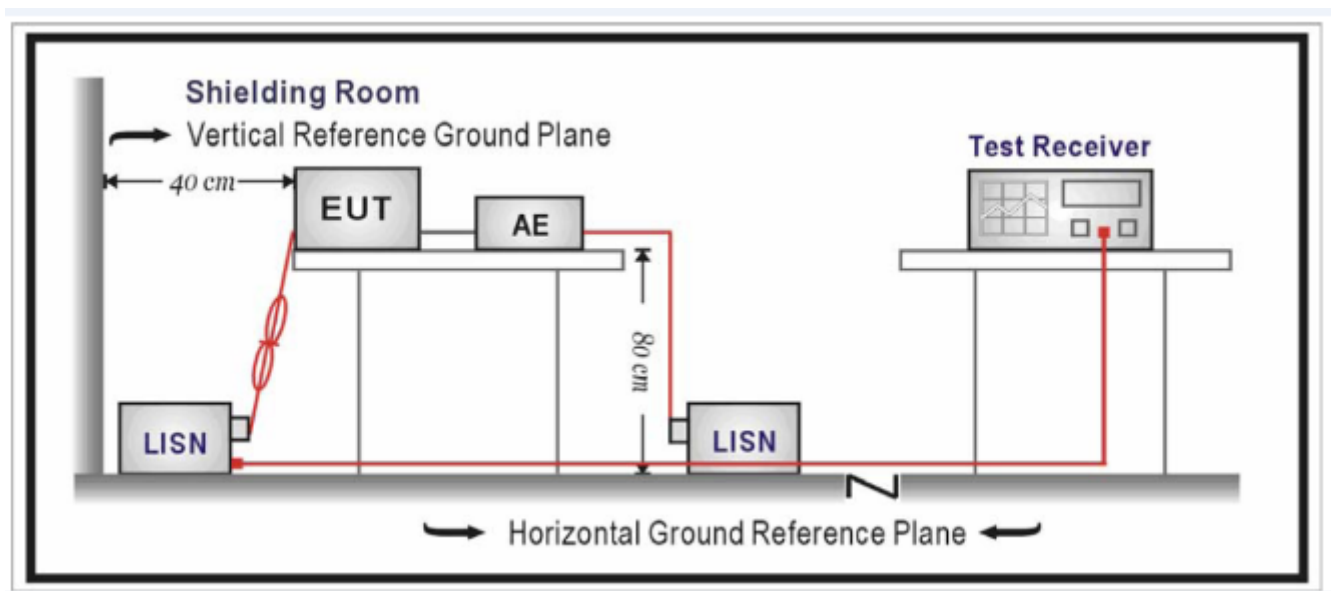 Shielding Room
Vertical Reference Ground Plane
Test Receiver
40 cm
EUT
AE
80 cm
LISN
LISN
Horizontal Ground Reference Plane